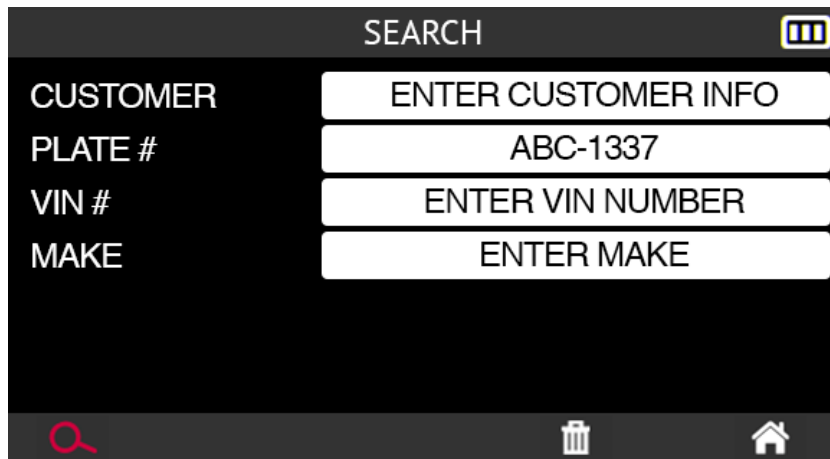 SEARCH
CUSTOMER ENTER CUSTOMER INFO
PLATE # ABC-1337
VIN # ENTER VIN NUMBER
MAKE ENTER MAKE